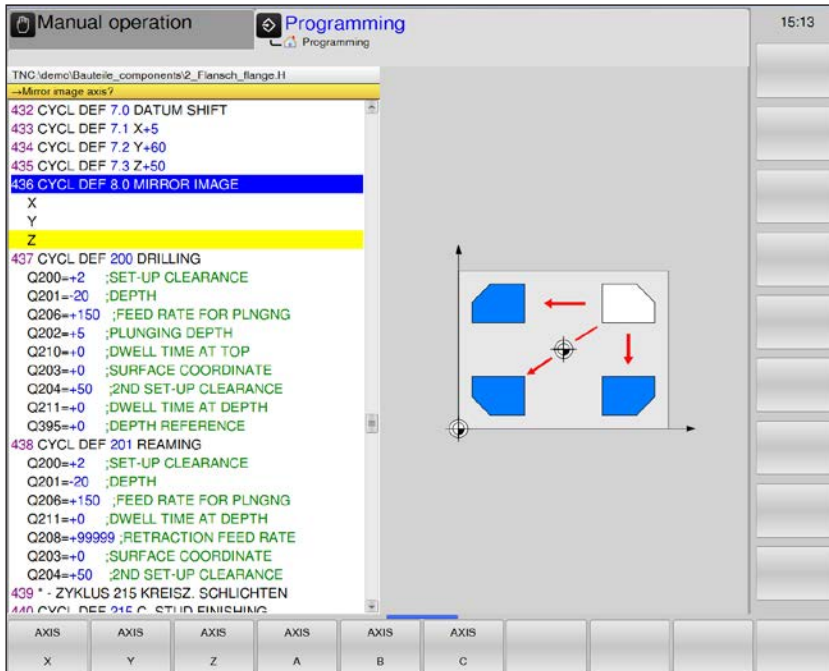 Manual operation
Programming
Programming
15:13
TNC:\demo\Bauteile_components\2_Flansch_flange.H
→Mirror image axis?
432 CYCL DEF 7.0 DATUM SHIFT
433 CYCL DEF 7.1 X+5
434 CYCL DEF 7.2 Y+60
435 CYCL DEF 7.3 Z+50
436 CYCL DEF 8.0 MIRROR IMAGE
X
Y
Z
437 CYCL DEF 200 DRILLING
Q200=+2 ;SET-UP CLEARANCE
Q201=-20 ;DEPTH
Q206=+150 ;FEED RATE FOR PLNGNG
Q202=+5 ;PLUNGING DEPTH
Q210=+0 ;DWELL TIME AT TOP
Q203=+0 ;SURFACE COORDINATE
Q204=+50 ;2ND SET-UP CLEARANCE
Q211=+0 ;DWELL TIME AT DEPTH
Q395=+0 ;DEPTH REFERENCE
438 CYCL DEF 201 REAMING
Q200=+2 ;SET-UP CLEARANCE
Q201=-20 ;DEPTH
Q206=+150 ;FEED RATE FOR PLNGNG
Q211=+0 ;DWELL TIME AT DEPTH
Q208=+99999 ;RETRACTION FEED RATE
Q203=+0 ;SURFACE COORDINATE
Q204=+50 ;2ND SET-UP CLEARANCE
439 * - ZYKLUS 215 KREISZ. SCHLICHTEN
440 CYCL DEF 215 C. STUD FINISHING
AXIS AXIS AXIS AXIS AXIS AXIS
X Y Z A B C